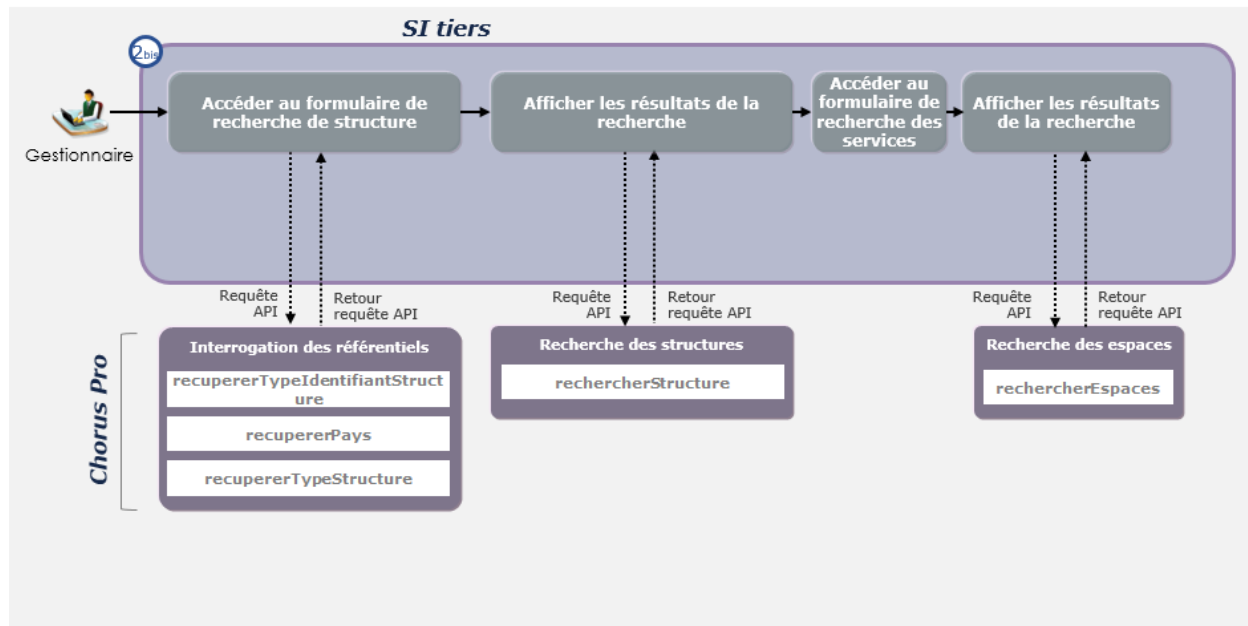 SI tiers
2bis
Gestionnaire
Accéder au formulaire de
recherche de structure
Afficher les résultats de la
recherche
Accéder au
formulaire de
recherche des
services
Afficher les résultats
de la recherche
Requête
API
Retour
requête API
Requête
API
Retour
requête API
Requête
API
Retour
requête API
Chorus Pro
Interrogation des référentiels
recupererTypeIdentifiantStruct
ure
recupererPays
recupererTypeStructure
Recherche des structures
rechercherStructure
Recherche des espaces
rechercherEspaces